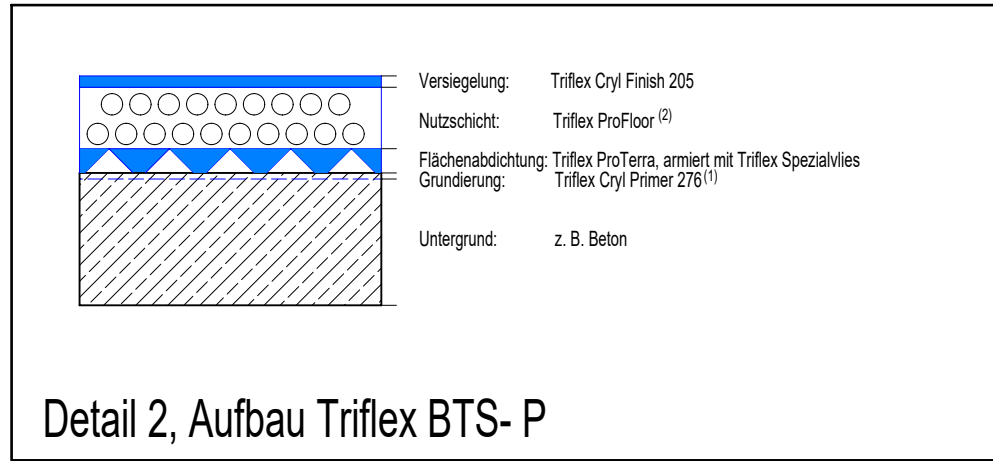 Versiegelung: Triflex Cryl Finish 205
Nutzschicht: Triflex ProFloor (2)
Flächenabdichtung: Triflex ProTerra, armiert mit Triflex Spezialvlies
Grundierung: Triflex Cryl Primer 276 (1)
Untergrund: z. B. Beton
Detail 2, Aufbau Triflex BTS- P